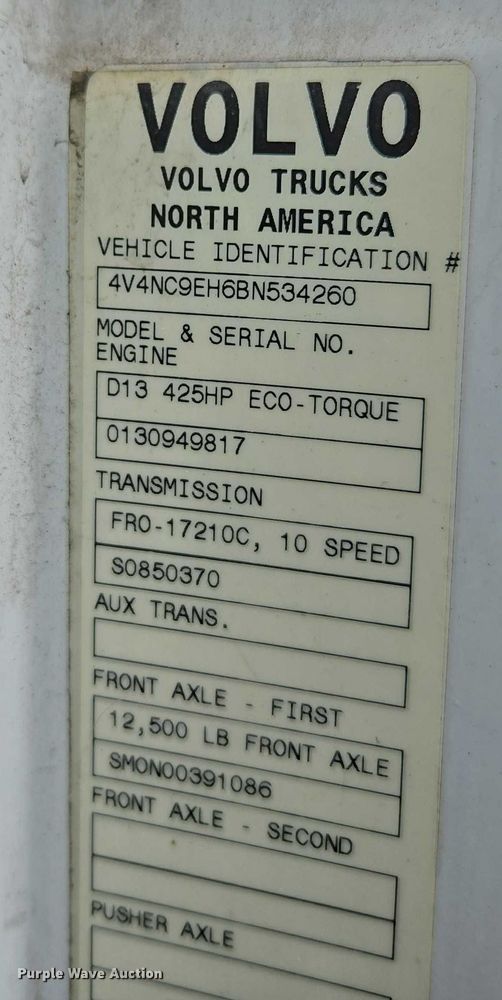 VOLVO
VOLVO TRUCKS
NORTH AMERICA
VEHICLE IDENTIFICATION #
4V4NC9EH6BN534260
MODEL & SERIAL NO.
ENGINE
D13 425HP ECO-TORQUE
0130949817
TRANSMISSION
FRO-17210C, 10 SPEED
S0850370
AUX TRANS.
FRONT AXLE - FIRST
12,500 LB FRONT AXLE
SMON00391086
FRONT AXLE - SECOND
PUSHER AXLE
Purple Wave Auction